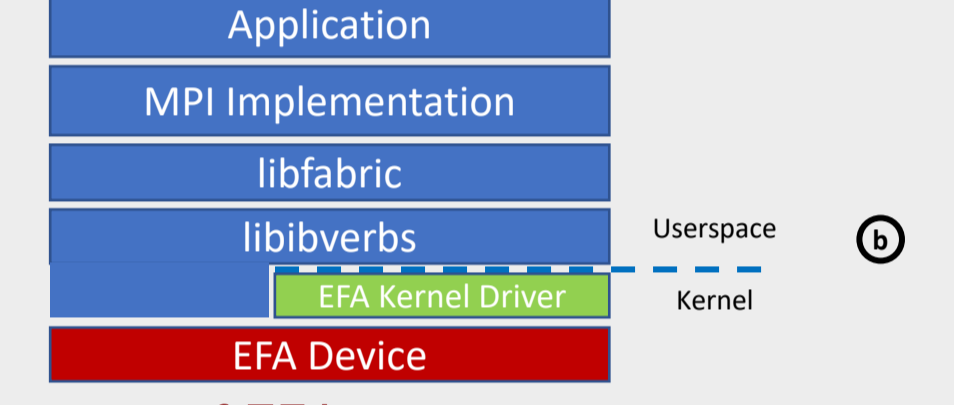 Application
MPI Implementation
libfabric
libibverbs
Userspace
b
EFA Kernel Driver
Kernel
EFA Device